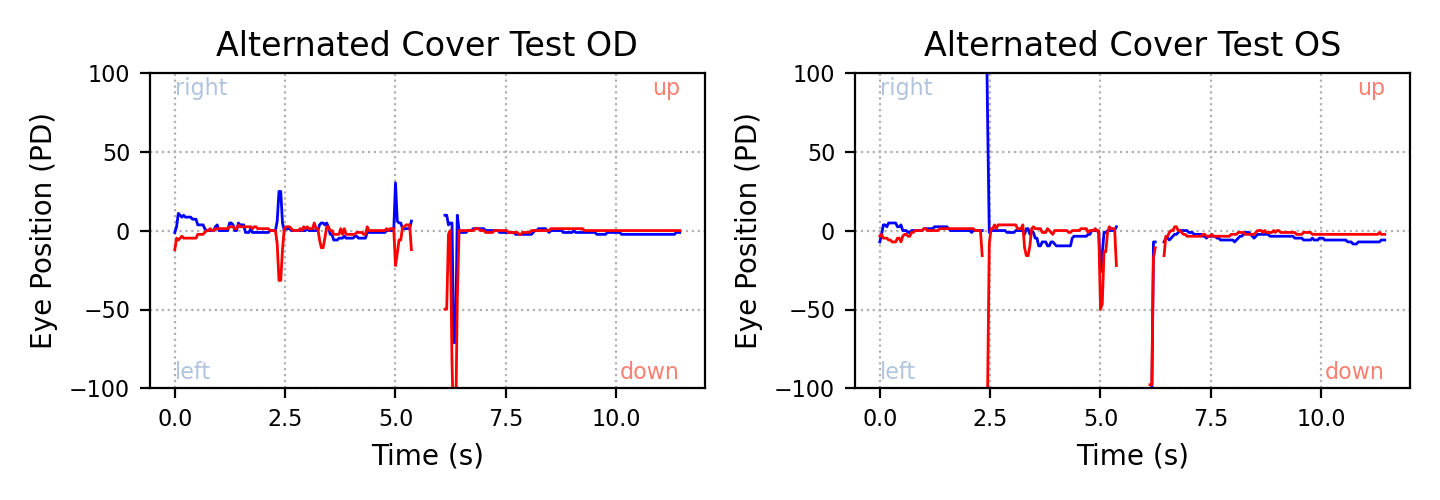 Alternated Cover Test OD
100
50
0
−50
−100
Eye Position (PD)
right
up
left
down
0.0 2.5 5.0 7.5 10.0
Time (s)
Alternated Cover Test OS
100
50
0
−50
−100
Eye Position (PD)
right
up
left
down
0.0 2.5 5.0 7.5 10.0
Time (s)